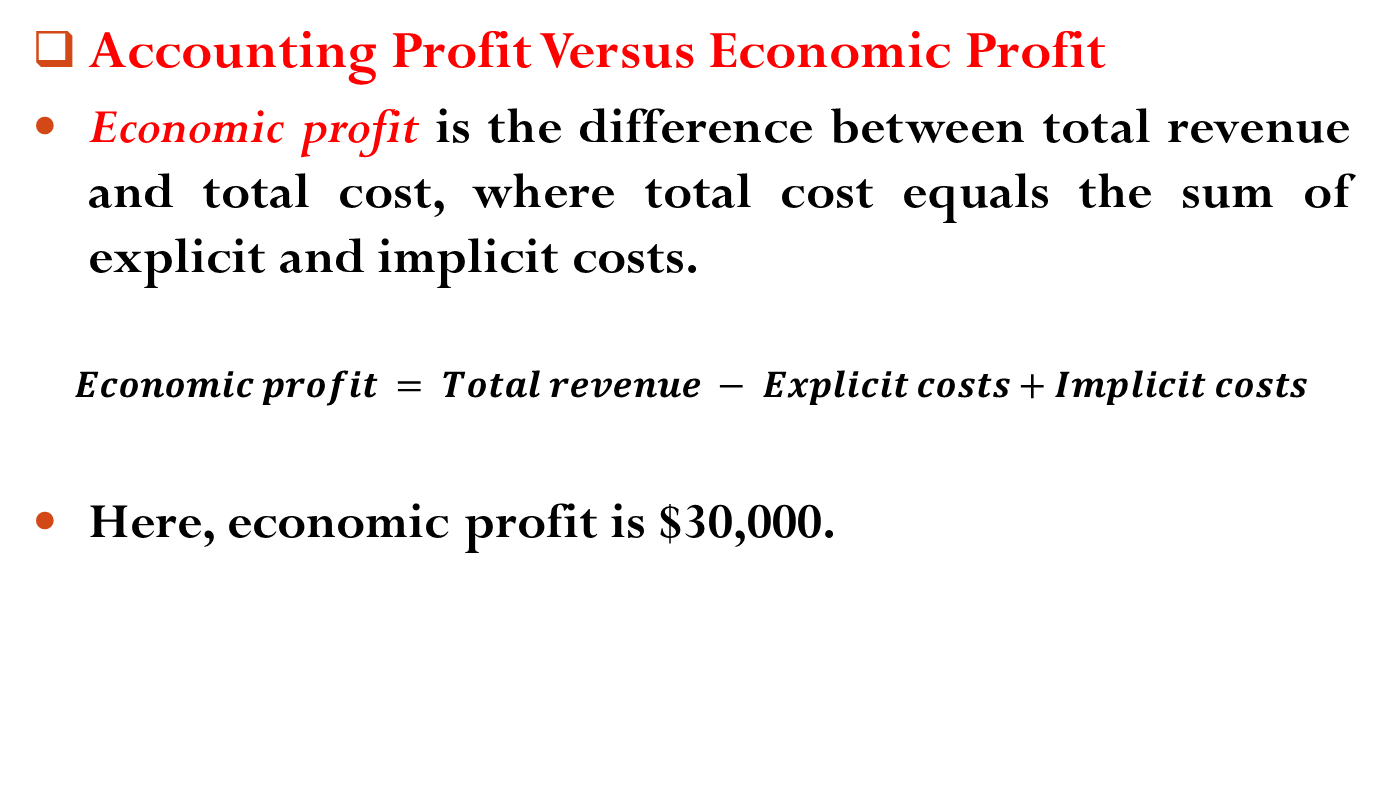 ❑ Accounting Profit Versus Economic Profit
• Economic profit is the difference between total revenue
and total cost, where total cost equals the sum of
explicit and implicit costs.
Economic profit = Total revenue − Explicit costs + Implicit costs
• Here, economic profit is $30,000.